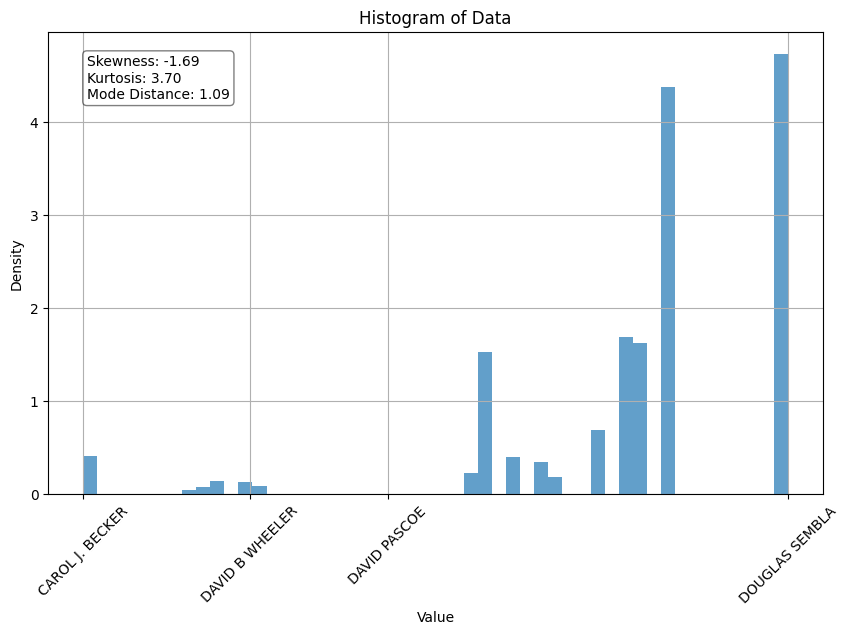 Histogram of Data
Skewness: -1.69
Kurtosis: 3.70
Mode Distance: 1.09
Density
4
3
2
1
0
CAROL J. BECKER
DAVID B WHEELER
DAVID PASCOE
DOUGLAS SEMBLA
Value